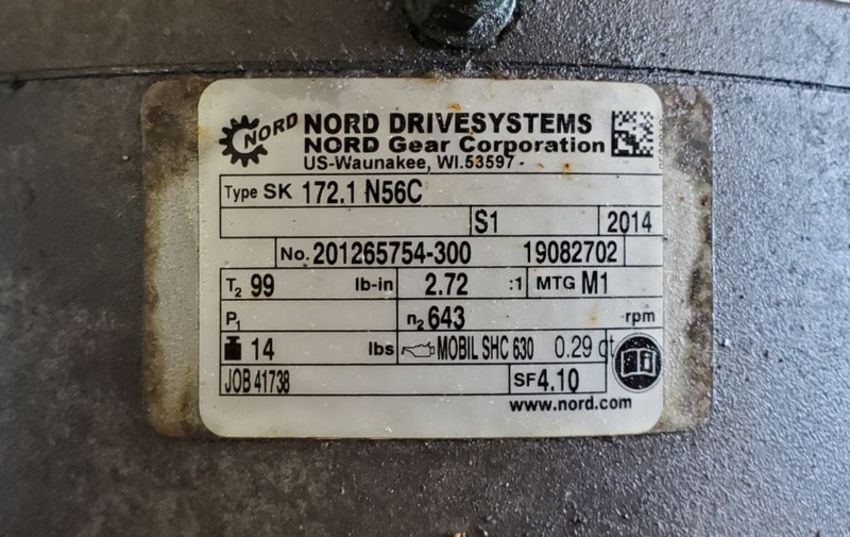 NORD NORD DRIVESYSTEMS
NORD Gear Corporation
US-Waunakee, WI.53597
Type SK 172.1 N56C
S1 2014
No. 201265754-300 19082702
T2 99 lb-in 2.72 :1 MTG M1
P1 n2 643 rpm
14 lbs MOBIL SHC 630 0.29 qt
JOB 41738 SF 4.10
www.nord.com